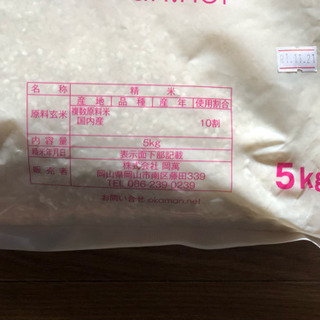 R1.11.21
名称 精米
産地 品種 産年 使用割合
原料玄米 複数原料米
国内産 10割
内容量 5kg
精米年月日 表示面下部記載
販売者 株式会社 岡萬
岡山県岡山市南区藤田339
TEL 086-239-0239
お問い合せ okaman.net
5kg